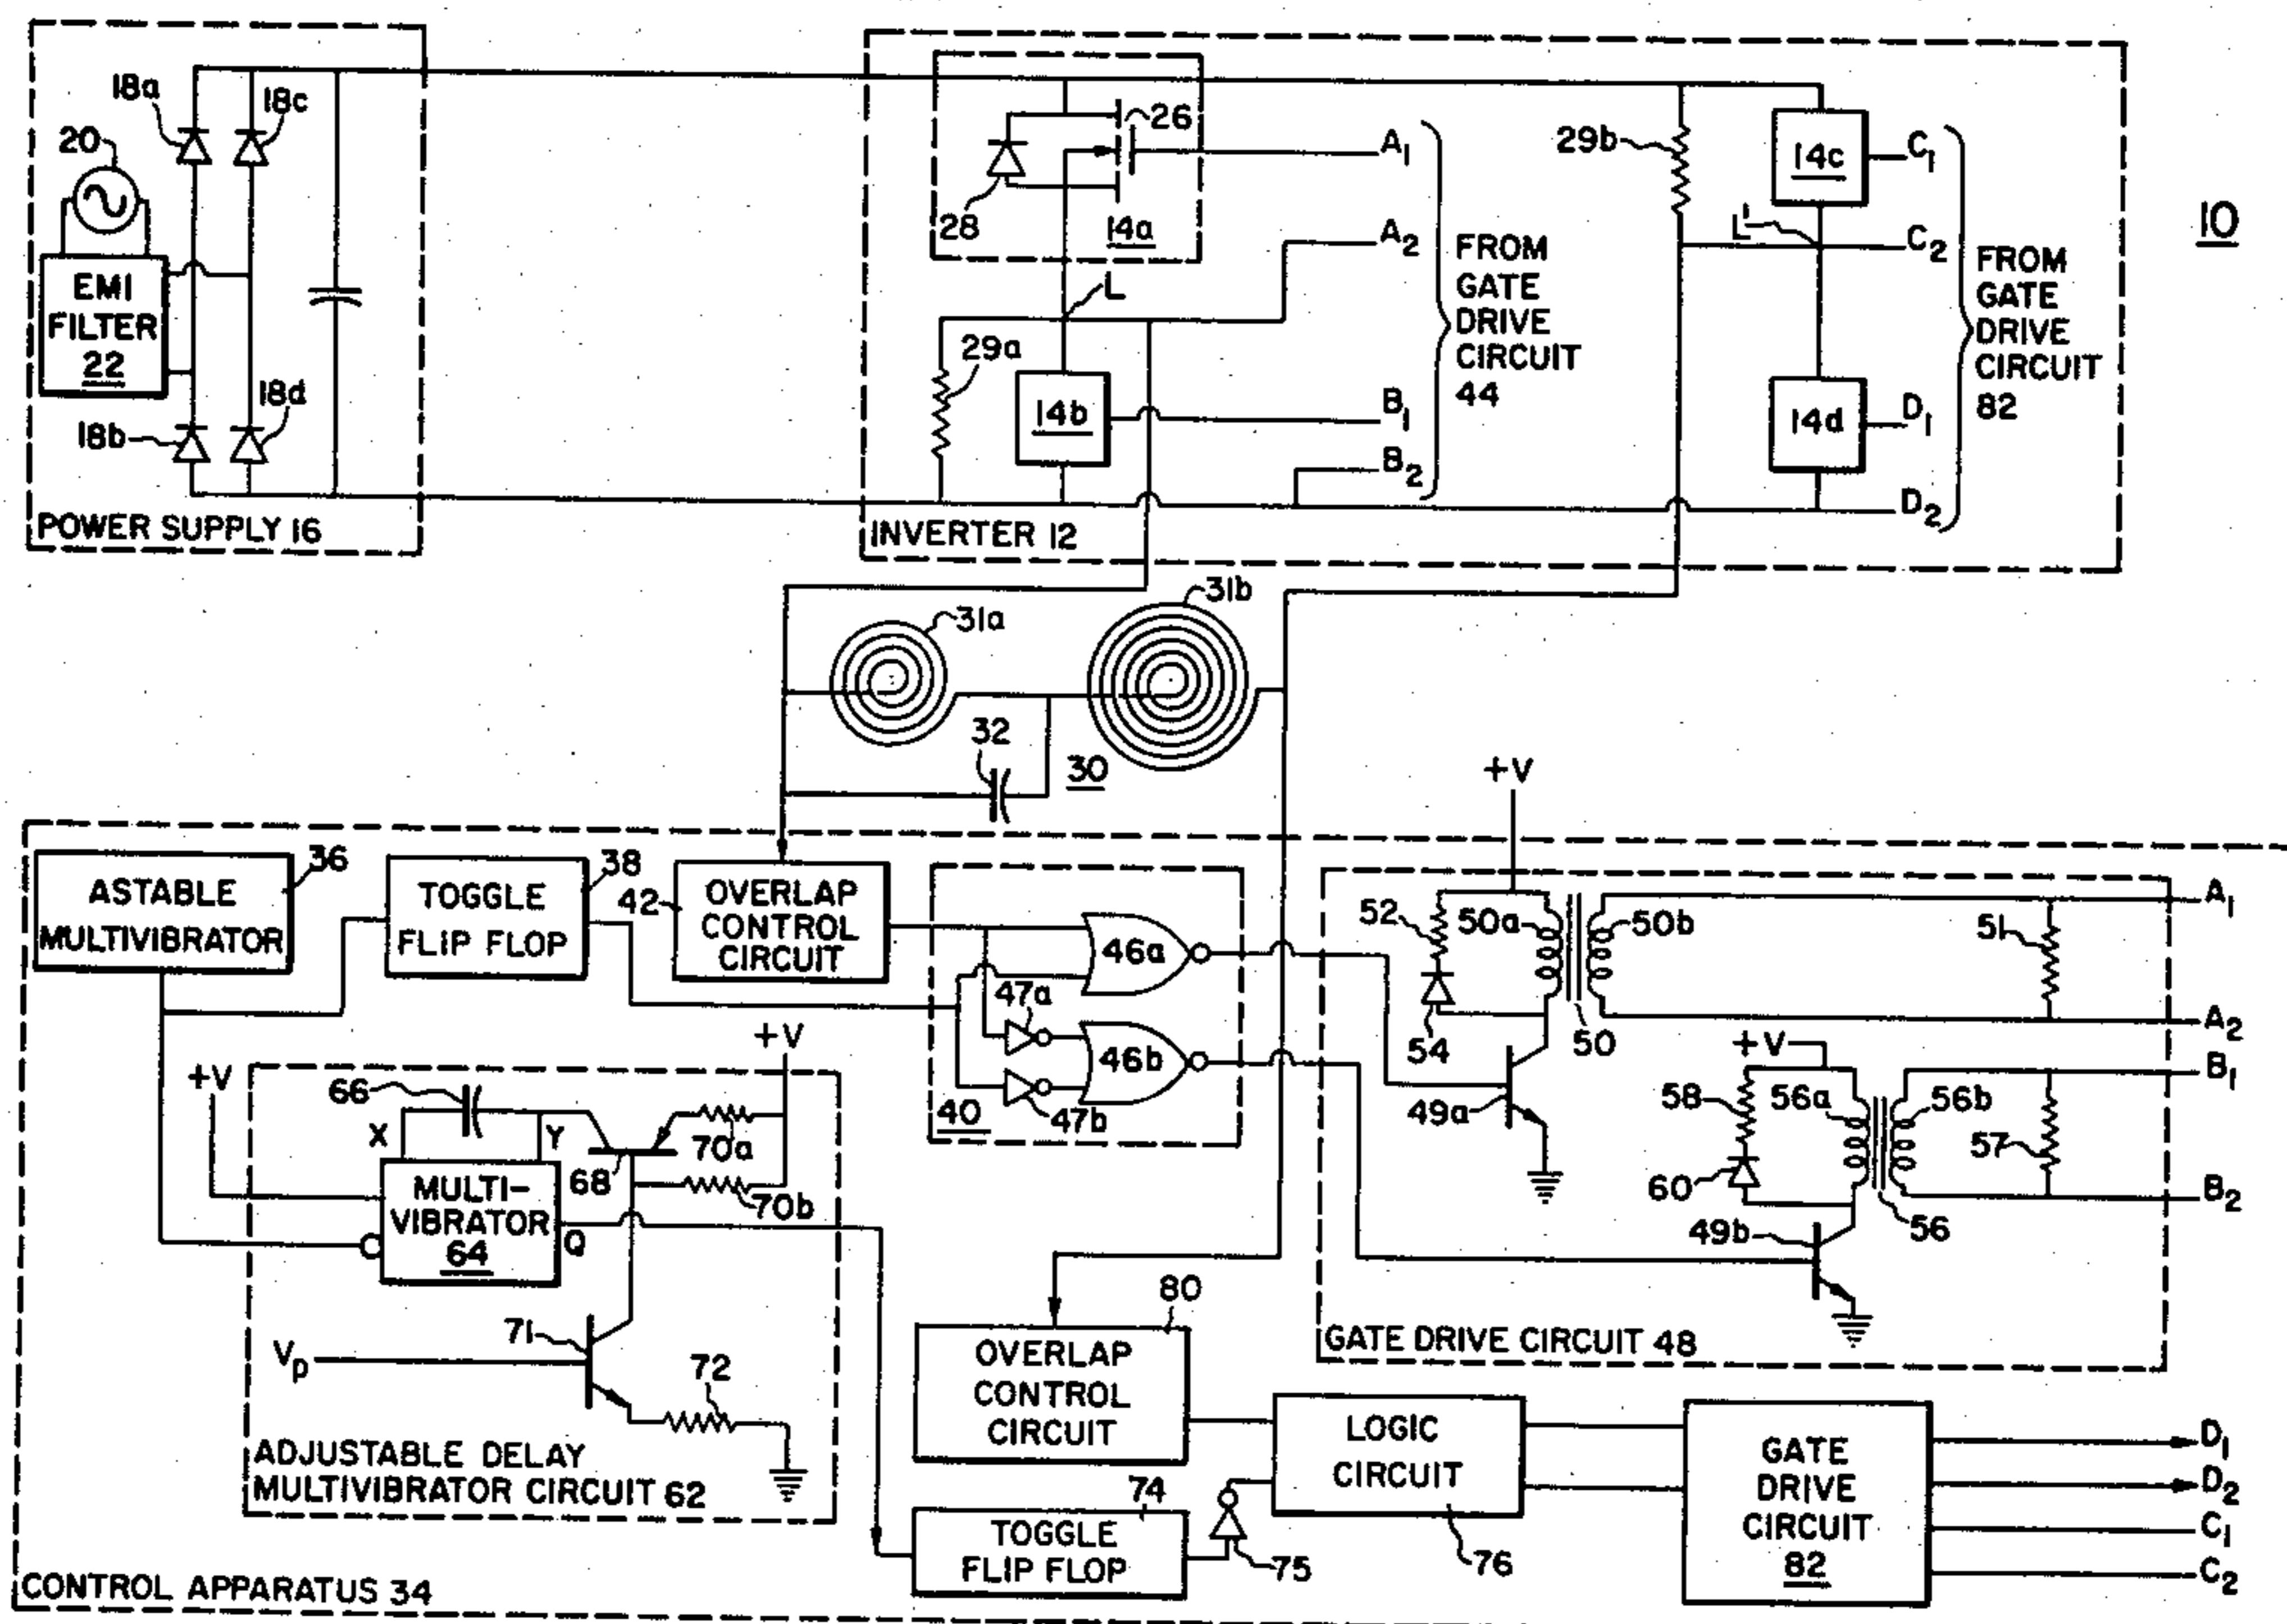 18a
18c
20
EMI
FILTER
22
18b
18d
POWER SUPPLY 16
26
28
14a
A1
A2
L
29a
14b
B1
B2
FROM
GATE
DRIVE
CIRCUIT
44
INVERTER 12
29b
14c
C1
L'
C2
14d
D1
D2
FROM
GATE
DRIVE
CIRCUIT
82
10
31a
31b
32
30
ASTABLE
MULTIVIBRATOR
36
TOGGLE
FLIP FLOP
38
42
OVERLAP
CONTROL
CIRCUIT
46a
47a
46b
47b
40
+V
52
50a
50b
51
54
50
49a
A1
A2
+V
58
56a
56b
57
60
56
49b
B1
B2
GATE DRIVE CIRCUIT 48
+V
+V
66
X
Y
68
70a
70b
MULTI-
VIBRATOR
64
Q
71
Vp
72
ADJUSTABLE DELAY
MULTIVIBRATOR CIRCUIT 62
80
OVERLAP
CONTROL
CIRCUIT
74
TOGGLE
FLIP FLOP
75
LOGIC
CIRCUIT
76
GATE
DRIVE
CIRCUIT
82
D1
D2
C1
C2
CONTROL APPARATUS 34